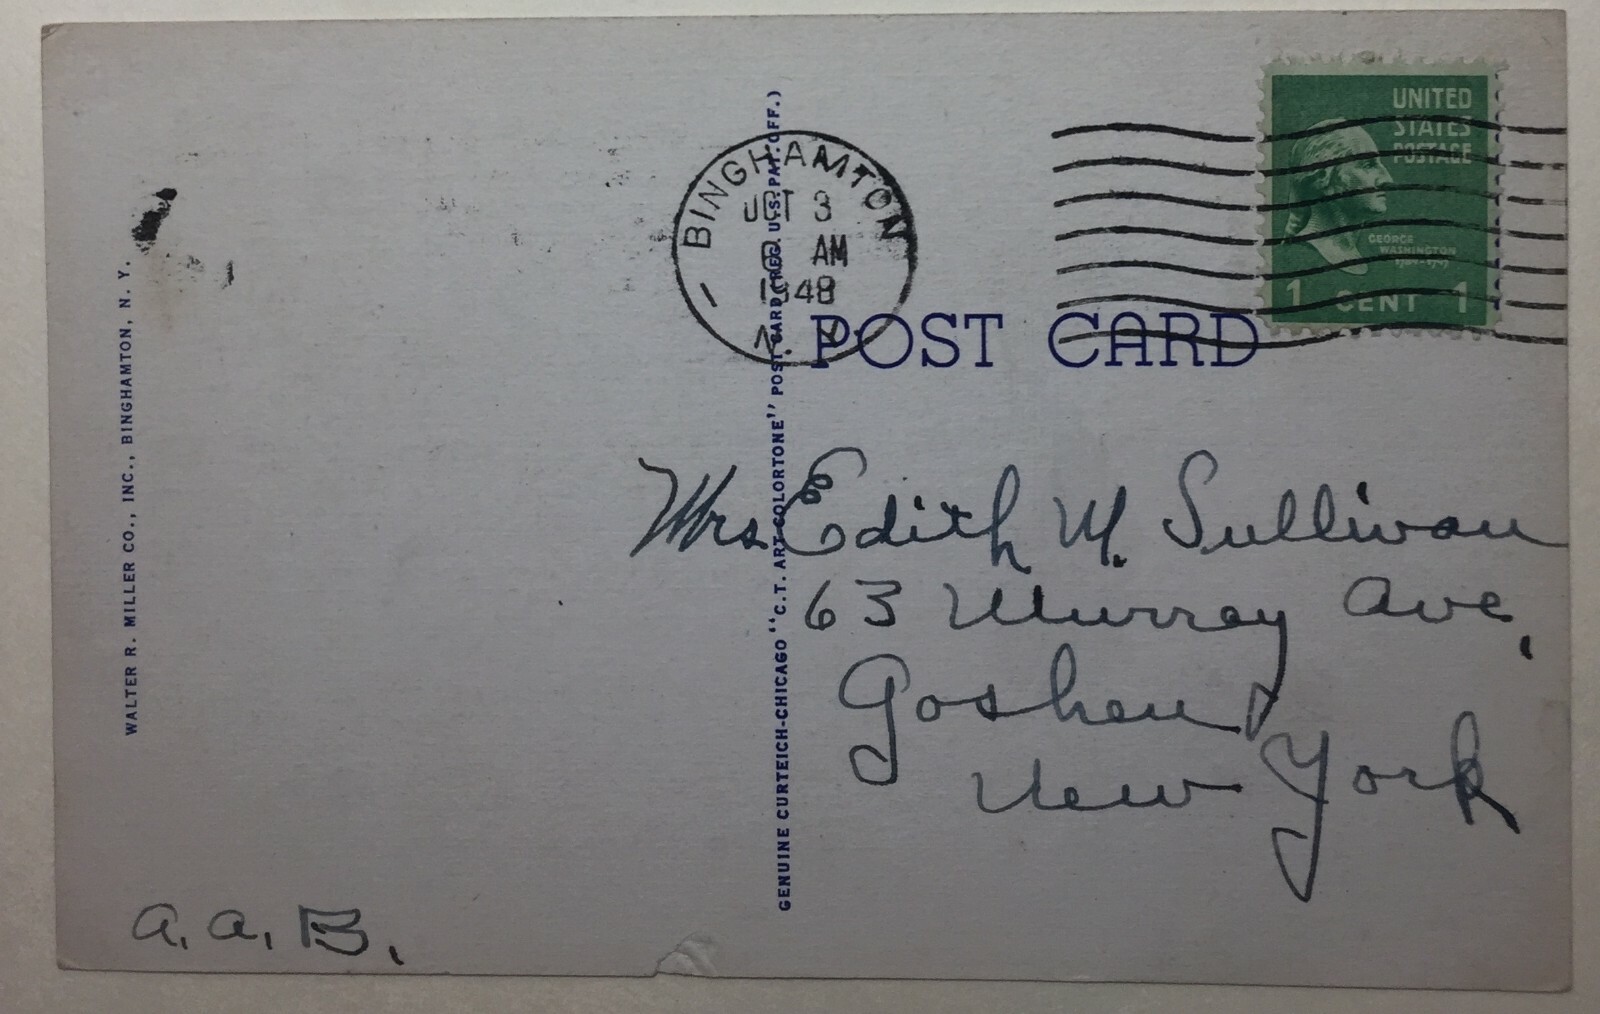 WALTER R. MILLER CO., INC., BINGHAMTON, N. Y.
GENUINE CURTEICH-CHICAGO "C.T. ART-COLORTONE" POST CARD (REG. U.S. PAT. OFF.)
BINGHAMTON
OCT 3
AM
1948
N. Y.
UNITED
STATES
POSTAGE
GEORGE
WASHINGTON
1 CENT 1
POST CARD
Mrs Edith M. Sullivan
63 Murray Ave,
Goshen,
New York
a.a.B.